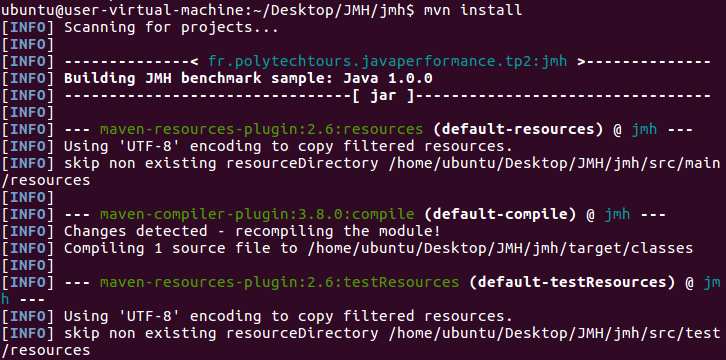 ubuntu@user-virtual-machine:~/Desktop/JMH/jmh$ mvn install
[INFO] Scanning for projects...
[INFO]
[INFO] -------------< fr.polytechtours.javaperformance.tp2:jmh >--------------
[INFO] Building JMH benchmark sample: Java 1.0.0
[INFO] --------------------------------[ jar ]---------------------------------
[INFO]
[INFO] --- maven-resources-plugin:2.6:resources (default-resources) @ jmh ---
[INFO] Using 'UTF-8' encoding to copy filtered resources.
[INFO] skip non existing resourceDirectory /home/ubuntu/Desktop/JMH/jmh/src/main
/resources
[INFO]
[INFO] --- maven-compiler-plugin:3.8.0:compile (default-compile) @ jmh ---
[INFO] Changes detected - recompiling the module!
[INFO] Compiling 1 source file to /home/ubuntu/Desktop/JMH/jmh/target/classes
[INFO]
[INFO] --- maven-resources-plugin:2.6:testResources (default-testResources) @ jm
h ---
[INFO] Using 'UTF-8' encoding to copy filtered resources.
[INFO] skip non existing resourceDirectory /home/ubuntu/Desktop/JMH/jmh/src/test
/resources